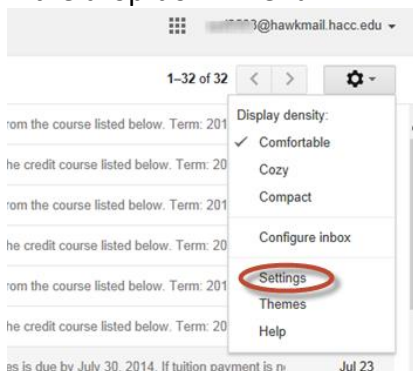 @hawkmail.hacc.edu
1–32 of 32
Display density:
rom the course listed below. Term: 201
Comfortable
he credit course listed below. Term: 20
Cozy
rom the course listed below. Term: 201
Compact
he credit course listed below. Term: 20
Configure inbox
rom the course listed below. Term: 201
Settings
Themes
he credit course listed below. Term: 20
Help
es is due by July 30, 2014. If tuition payment is n
Jul 23